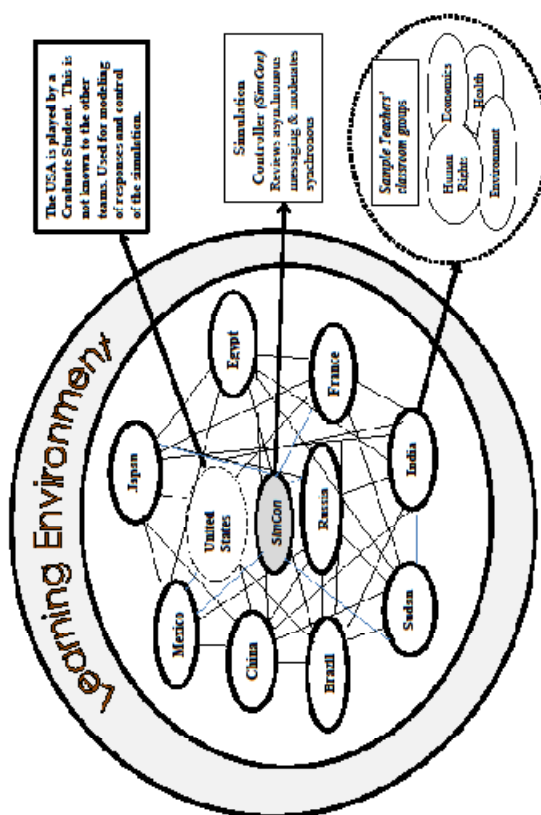 Learning Environment
The USA is played by a
Graduate Student. This is
not known to the other
teams. Used for modeling
of responses and control
of the simulation.
Simulation
Controller (SimCon)
Reviews asynchronous
messaging & moderates
synchronous
Sample Teachers'
classroom groups
Economics
Human
Rights
Health
Environment
Japan
Egypt
Mexico
United
States
SimCon
China
France
Russia
Brazil
India
Sudan